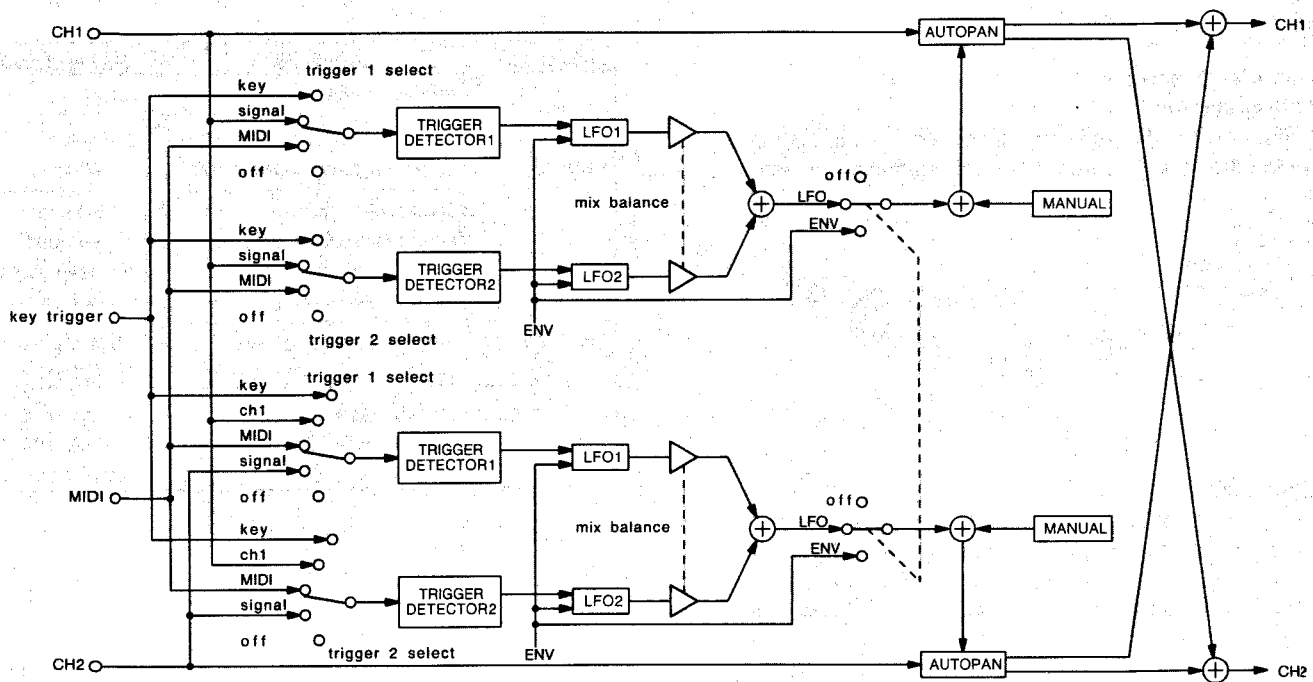 CH1
AUTOPAN
CH1
trigger 1 select
key
signal
MIDI
off
TRIGGER
DETECTOR1
LFO1
mix balance
off
LFO
ENV
MANUAL
key
signal
MIDI
off
TRIGGER
DETECTOR2
LFO2
key trigger
ENV
trigger 2 select
trigger 1 select
key
ch1
MIDI
signal
off
TRIGGER
DETECTOR1
LFO1
MIDI
mix balance
off
LFO
ENV
MANUAL
key
ch1
MIDI
signal
off
TRIGGER
DETECTOR2
LFO2
trigger 2 select
ENV
CH2
AUTOPAN
CH2